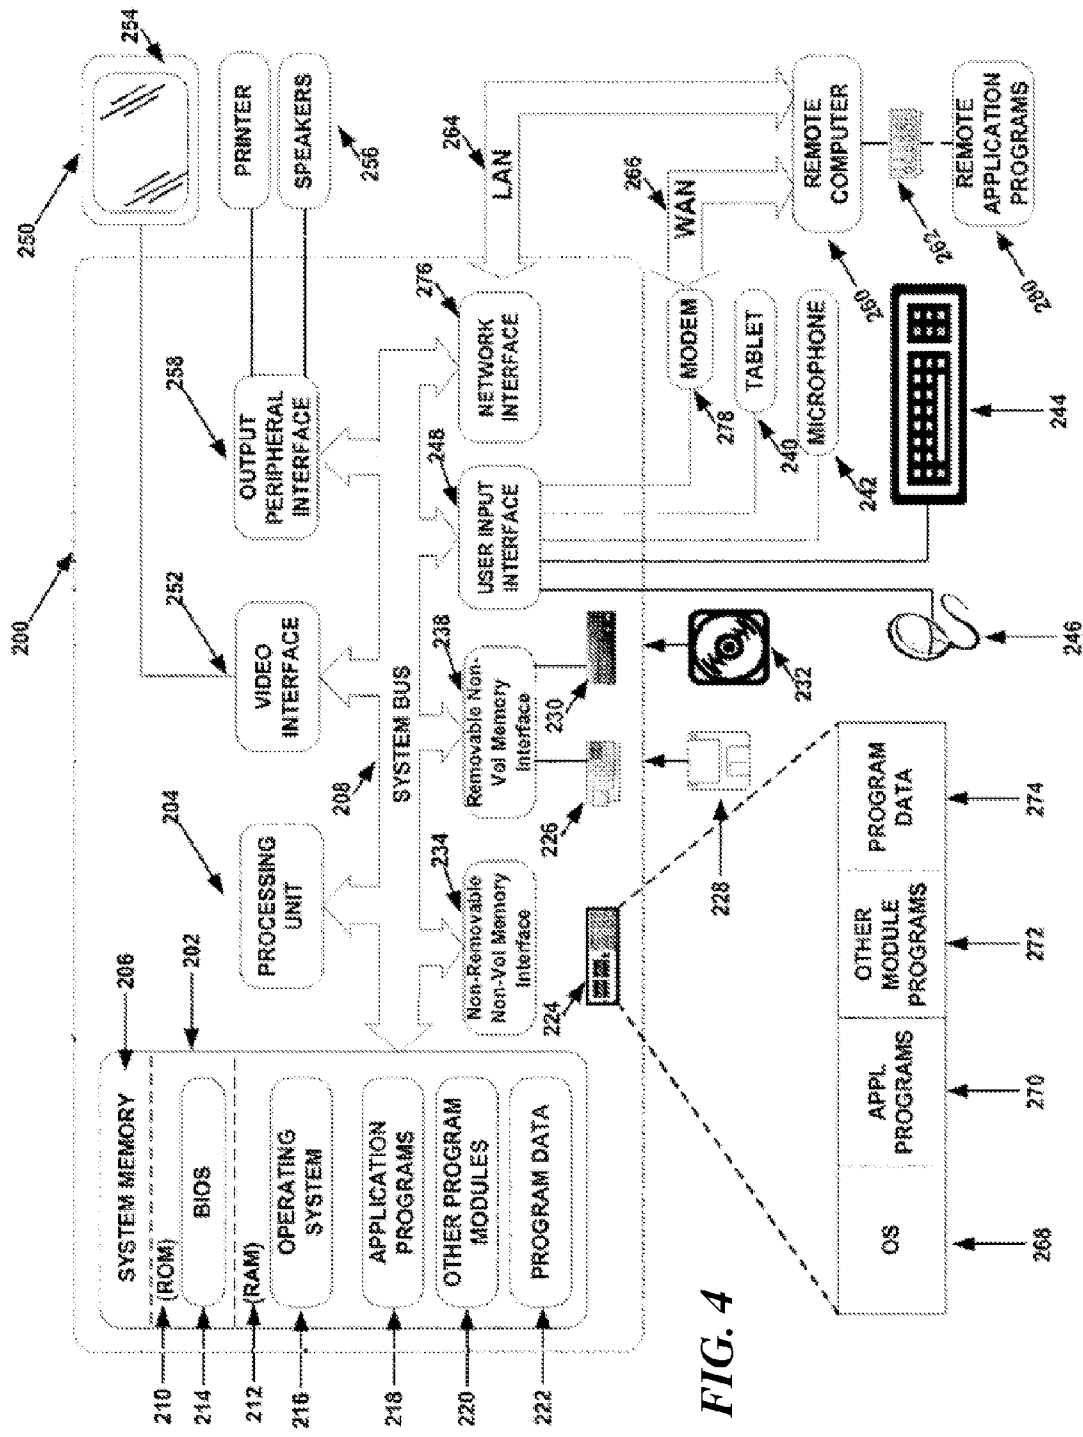 200
206
SYSTEM MEMORY
202
210
(ROM)
214
BIOS
212
(RAM)
216
OPERATING
SYSTEM
218
APPLICATION
PROGRAMS
220
OTHER PROGRAM
MODULES
222
PROGRAM DATA
204
PROCESSING
UNIT
208
SYSTEM BUS
252
VIDEO
INTERFACE
258
OUTPUT
PERIPHERAL
INTERFACE
250
254
PRINTER
SPEAKERS
256
234
Non-Removable
Non-Vol Memory
Interface
238
Removable Non-
Vol Memory
Interface
248
USER INPUT
INTERFACE
276
NETWORK
INTERFACE
264
LAN
266
WAN
224
226
230
228
232
MODEM
278
TABLET
240
MICROPHONE
242
244
246
REMOTE
COMPUTER
260
262
REMOTE
APPLICATION
PROGRAMS
280
OS
268
APPL
PROGRAMS
270
OTHER
MODULE
PROGRAMS
272
PROGRAM
DATA
274
FIG. 4